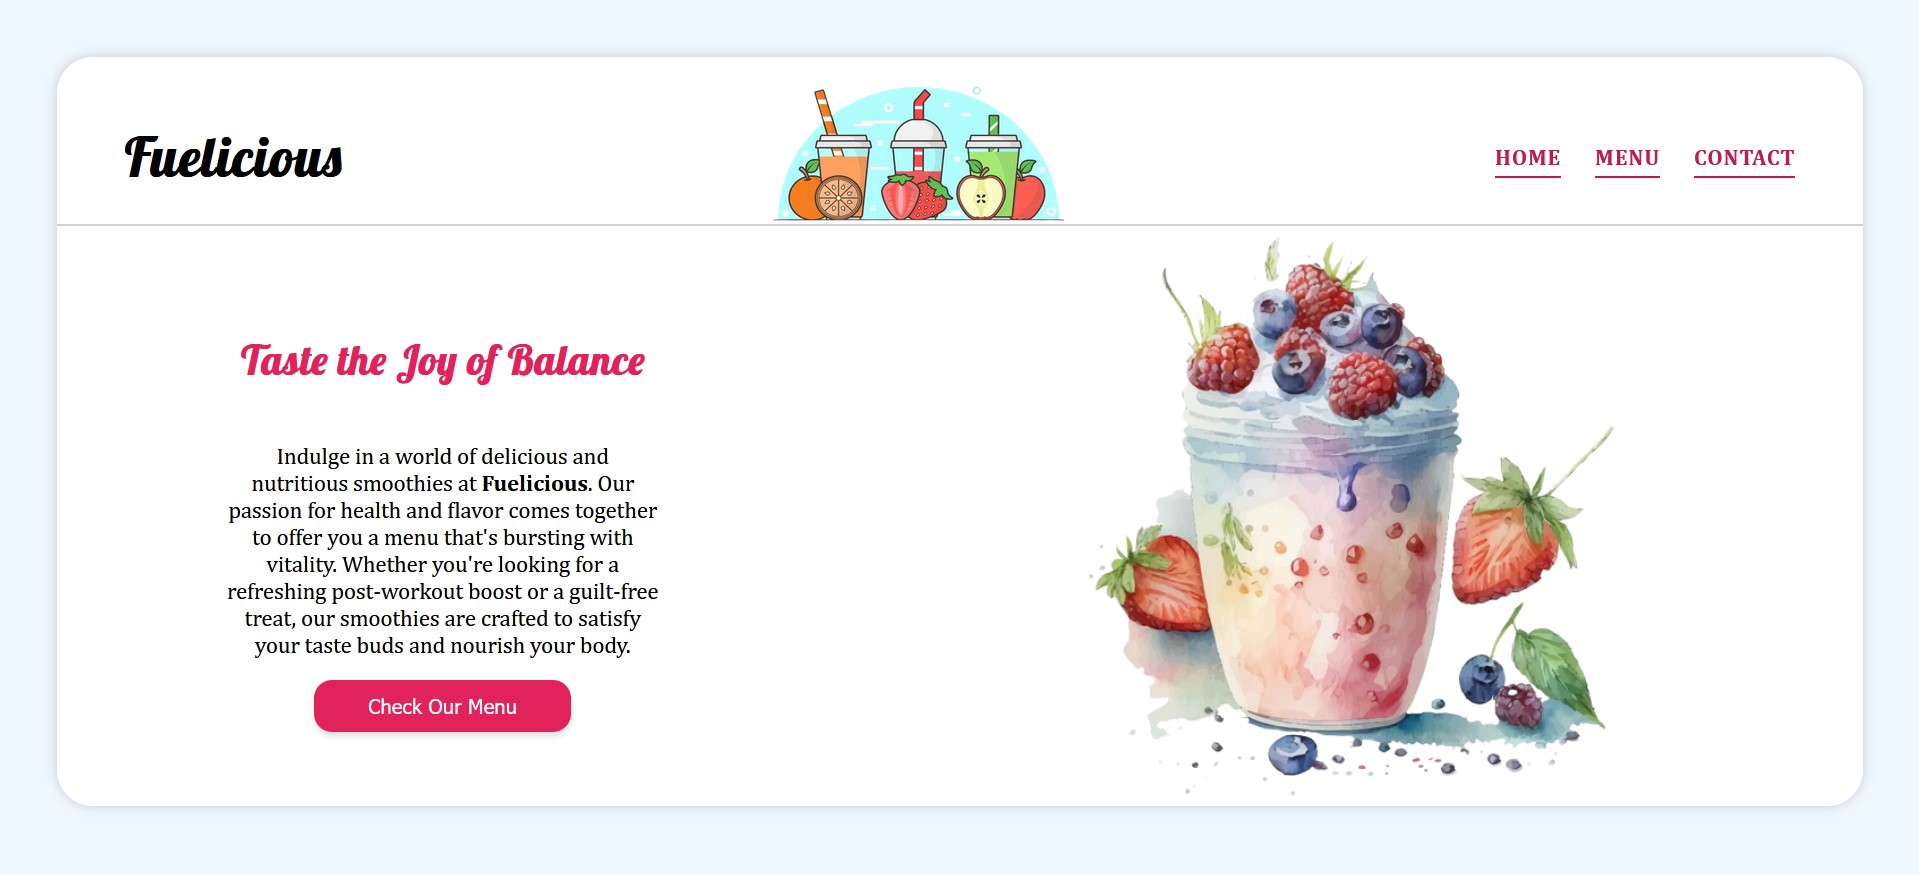 Fuelicious
HOME MENU CONTACT
Taste the Joy of Balance
Indulge in a world of delicious and
nutritious smoothies at Fuelicious. Our
passion for health and flavor comes together
to offer you a menu that's bursting with
vitality. Whether you're looking for a
refreshing post-workout boost or a guilt-free
treat, our smoothies are crafted to satisfy
your taste buds and nourish your body.
Check Our Menu